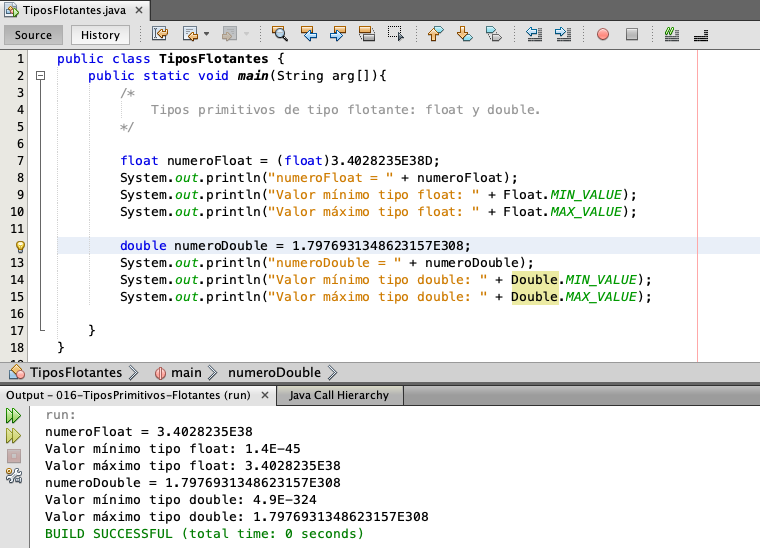 TiposFlotantes.java ×
Source History
1 public class TiposFlotantes {
2 public static void main(String arg[]){
3 /*
4 Tipos primitivos de tipo flotante: float y double.
5 */
6
7 float numeroFloat = (float)3.4028235E38D;
8 System.out.println("numeroFloat = " + numeroFloat);
9 System.out.println("Valor mínimo tipo float: " + Float.MIN_VALUE);
10 System.out.println("Valor máximo tipo float: " + Float.MAX_VALUE);
11
double numeroDouble = 1.7976931348623157E308;
13 System.out.println("numeroDouble = " + numeroDouble);
14 System.out.println("Valor mínimo tipo double: " + Double.MIN_VALUE);
15 System.out.println("Valor máximo tipo double: " + Double.MAX_VALUE);
16
17 }
18 }
TiposFlotantes main numeroDouble
Output - 016-TiposPrimitivos-Flotantes (run) × Java Call Hierarchy
run:
numeroFloat = 3.4028235E38
Valor mínimo tipo float: 1.4E-45
Valor máximo tipo float: 3.4028235E38
numeroDouble = 1.7976931348623157E308
Valor mínimo tipo double: 4.9E-324
Valor máximo tipo double: 1.7976931348623157E308
BUILD SUCCESSFUL (total time: 0 seconds)